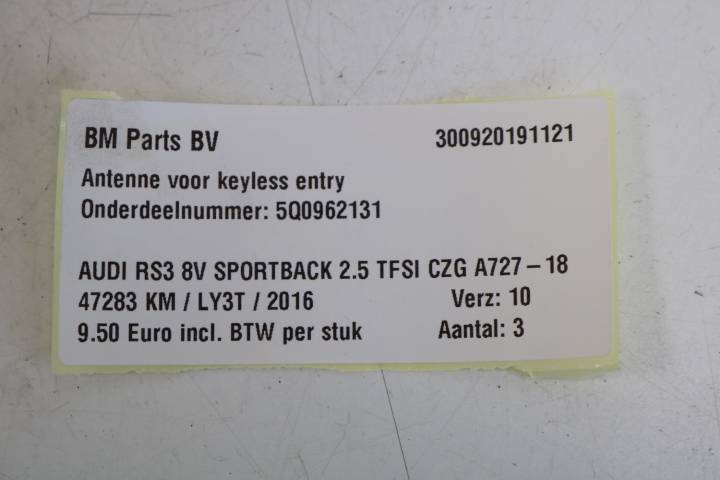 BM Parts BV 300920191121
Antenne voor keyless entry
Onderdeelnummer: 5Q0962131
AUDI RS3 8V SPORTBACK 2.5 TFSI CZG A727-18
47283 KM / LY3T / 2016 Verz: 10
9.50 Euro incl. BTW per stuk Aantal: 3